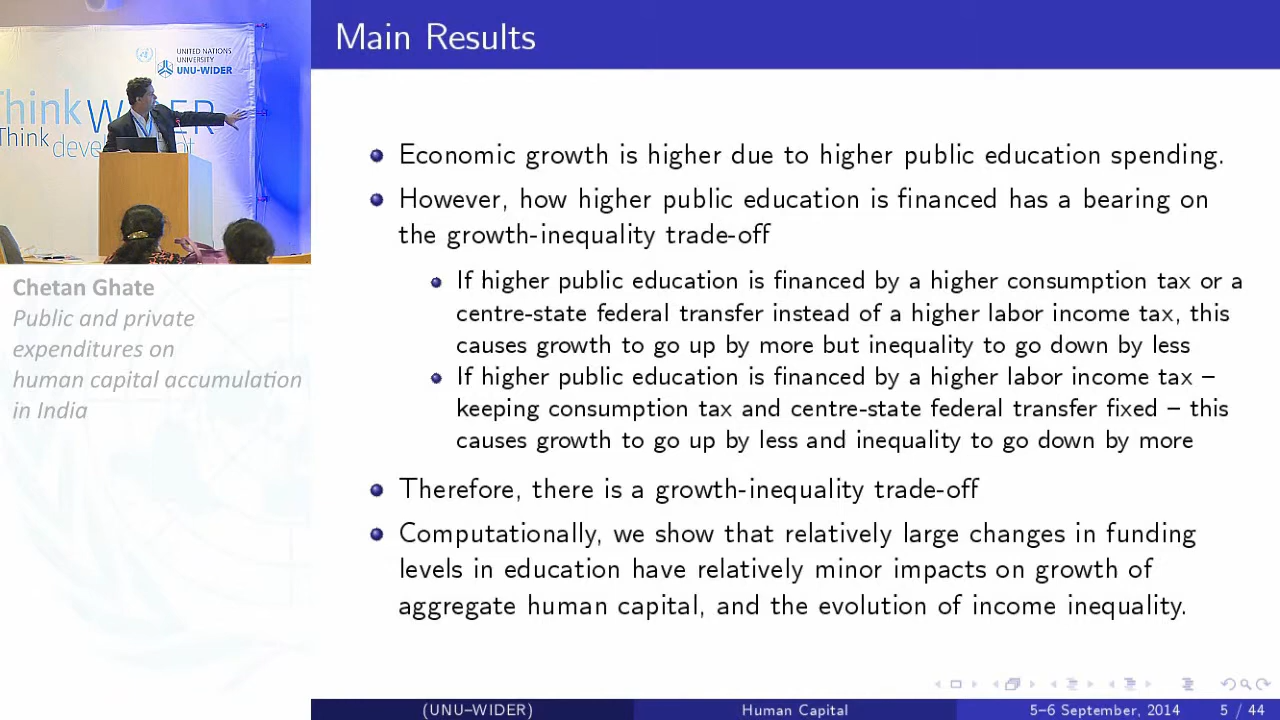 UNITED NATIONS
UNIVERSITY
UNU-WIDER
Think WIDER
Think development
Chetan Ghate
Public and private
expenditures on
human capital accumulation
in India
Main Results
Economic growth is higher due to higher public education spending.
However, how higher public education is financed has a bearing on
the growth-inequality trade-off
If higher public education is financed by a higher consumption tax or a
centre-state federal transfer instead of a higher labor income tax, this
causes growth to go up by more but inequality to go down by less
If higher public education is financed by a higher labor income tax –
keeping consumption tax and centre-state federal transfer fixed – this
causes growth to go up by less and inequality to go down by more
Therefore, there is a growth-inequality trade-off
Computationally, we show that relatively large changes in funding
levels in education have relatively minor impacts on growth of
aggregate human capital, and the evolution of income inequality.
(UNU–WIDER) Human Capital 5–6 September, 2014 5 / 44